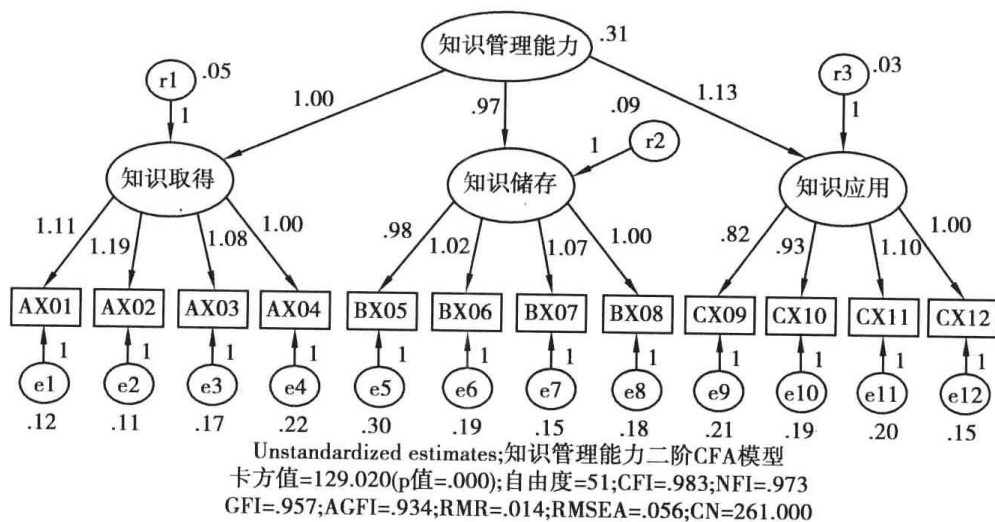 知识管理能力 .31
r1 .05
r3 .03
1.00 .97 .09 1.13
1 1 r2 1
知识取得 知识储存 知识应用
1.11 1.19 1.08 1.00 .98 1.02 1.07 1.00 .82 .93 1.10 1.00
AX01 AX02 AX03 AX04 BX05 BX06 BX07 BX08 CX09 CX10 CX11 CX12
1 1 1 1 1 1 1 1 1 1 1 1
e1 e2 e3 e4 e5 e6 e7 e8 e9 e10 e11 e12
.12 .11 .17 .22 .30 .19 .15 .18 .21 .19 .20 .15
Unstandardized estimates;知识管理能力二阶CFA模型
卡方值=129.020(p值=.000);自由度=51;CFI=.983;NFI=.973
GFI=.957;AGFI=.934;RMR=.014;RMSEA=.056;CN=261.000